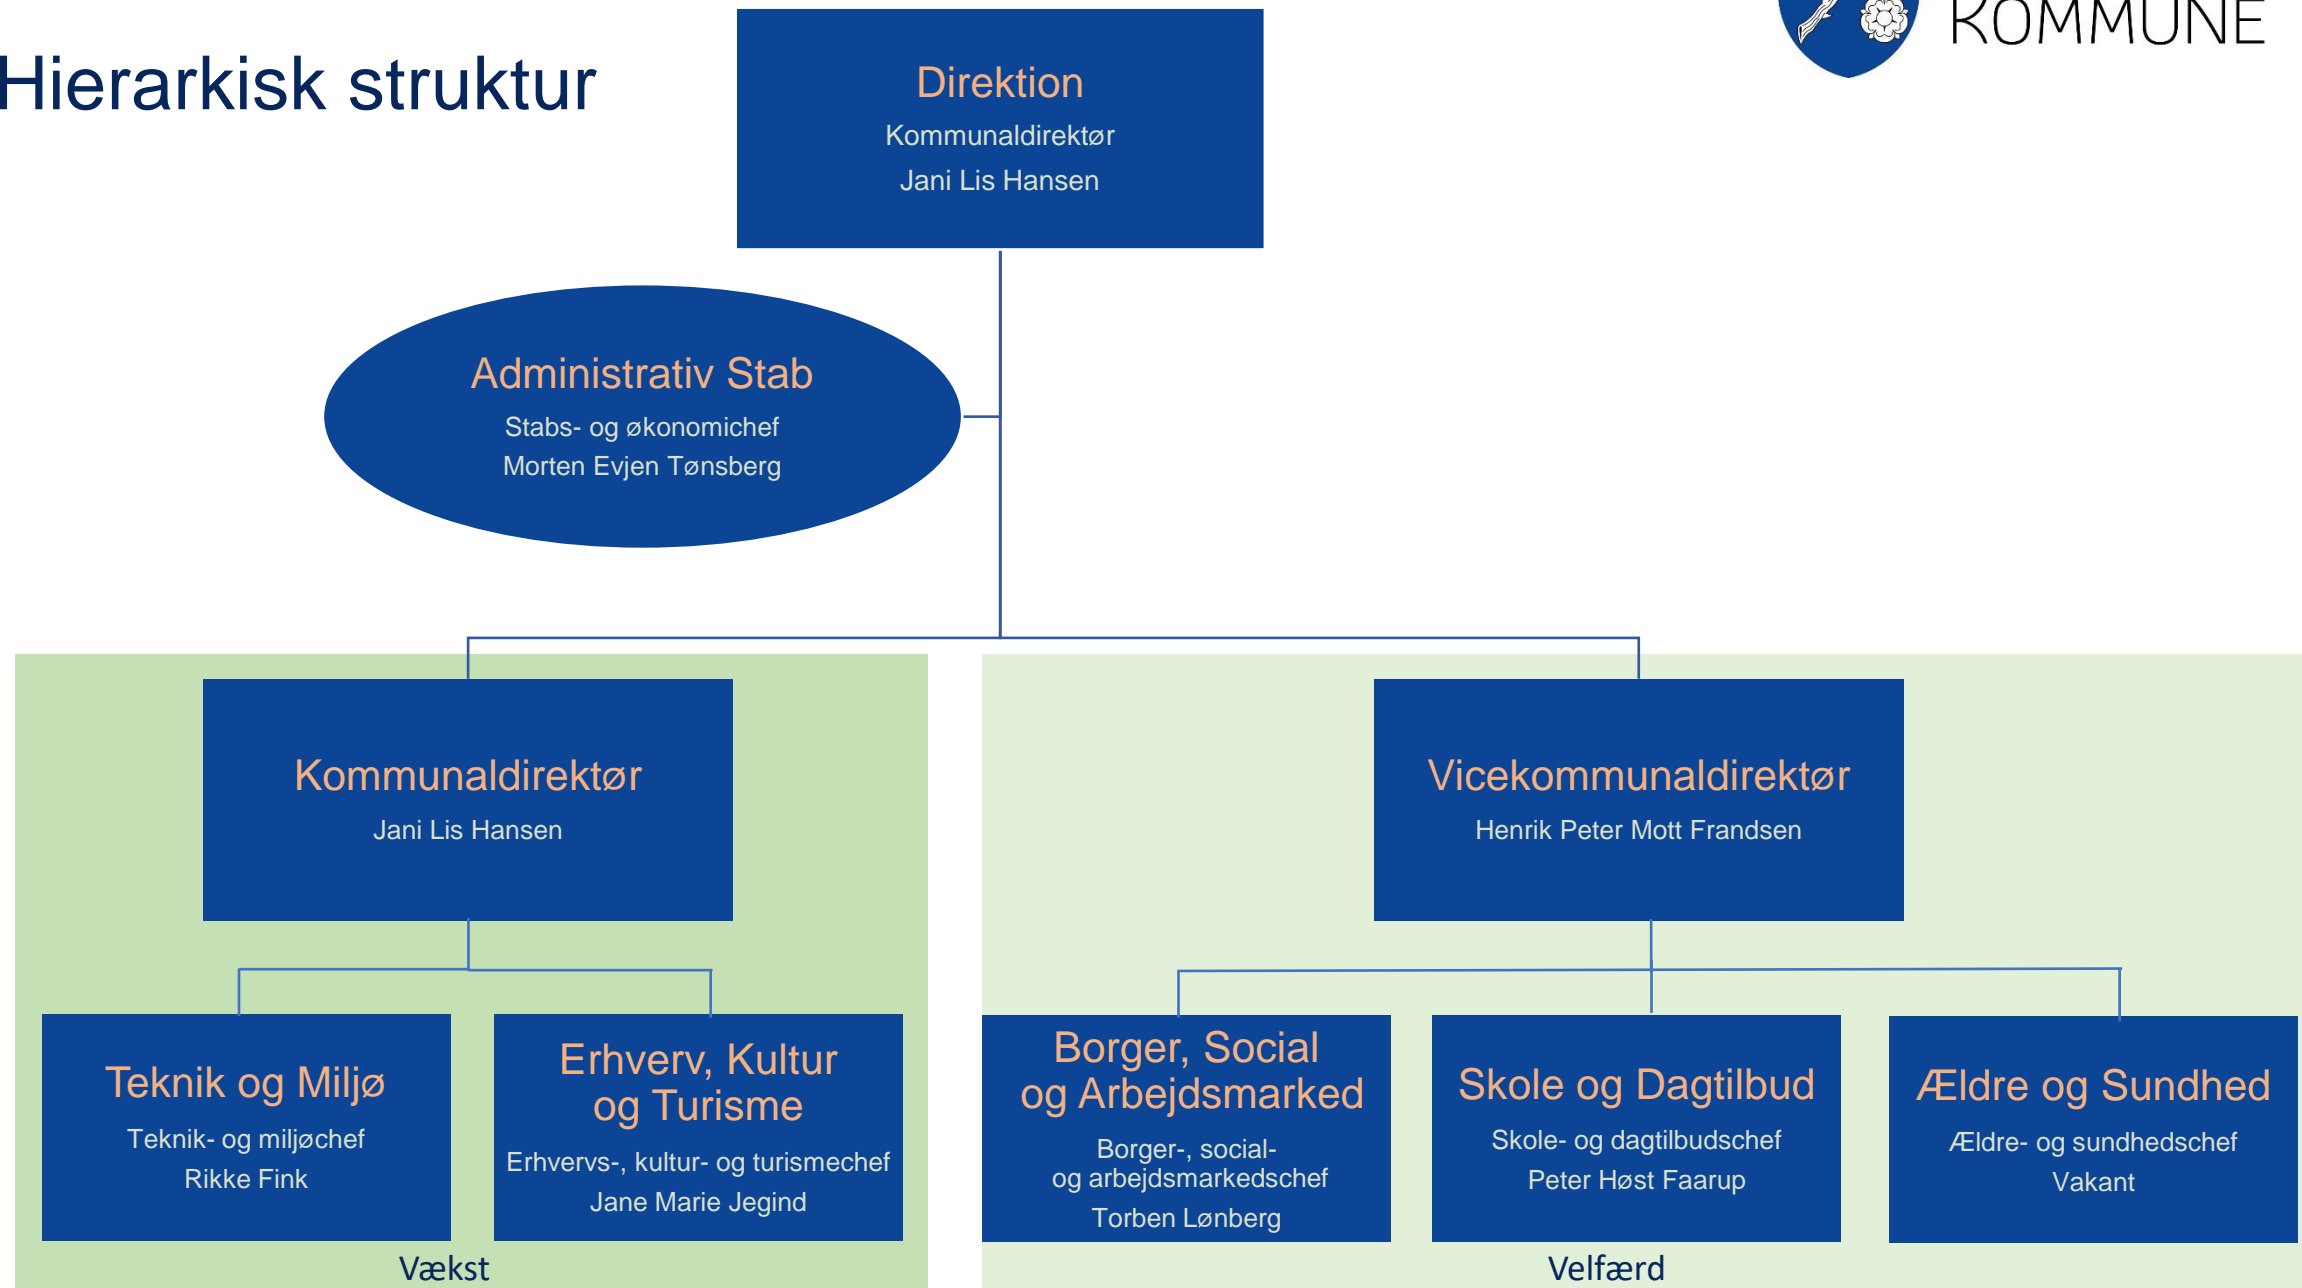 KOMMUNE
Hierarkisk struktur
Direktion
Kommunaldirektør
Jani Lis Hansen
Administrativ Stab
Stabs- og økonomichef
Morten Evjen Tønsberg
Kommunaldirektør
Jani Lis Hansen
Vicekommunaldirektør
Henrik Peter Mott Frandsen
Teknik og Miljø
Teknik- og miljøchef
Rikke Fink
Erhverv, Kultur
og Turisme
Erhvervs-, kultur- og turismechef
Jane Marie Jegind
Borger, Social
og Arbejdsmarked
Borger-, social-
og arbejdsmarkedschef
Torben Lønberg
Skole og Dagtilbud
Skole- og dagtilbudschef
Peter Høst Faarup
Ældre og Sundhed
Ældre- og sundhedschef
Vakant
Vækst
Velfærd